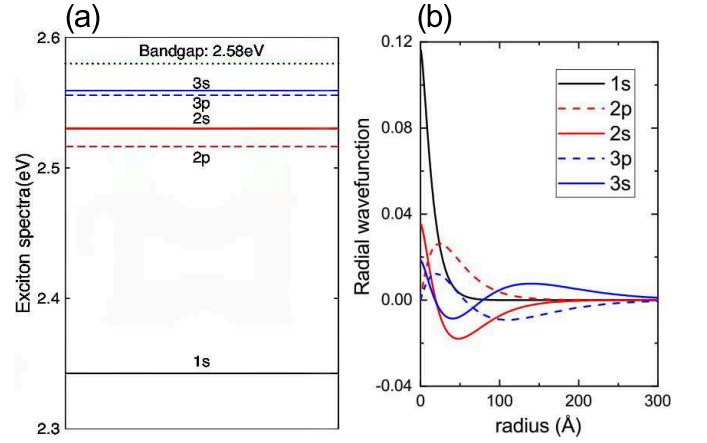 (a)
2.6
2.5
2.4
2.3
Exciton spectra(eV)
Bandgap: 2.58eV
3s
3p
2s
2p
1s
(b)
0.12
0.08
0.04
0.00
-0.04
Radial wavefunction
1s
2p
2s
3p
3s
0
100
200
300
radius (Å)